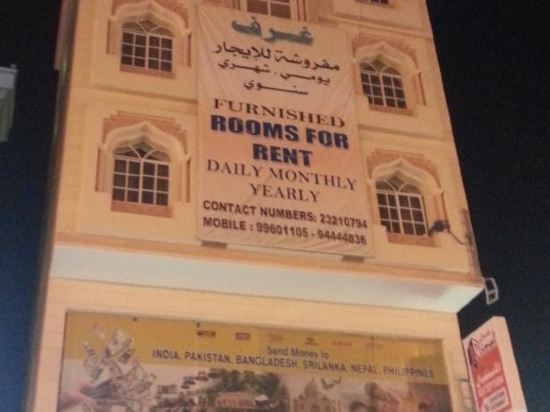 غرف
مفروشة للإيجار
يومي . شهري
سنوي
FURNISHED
ROOMS FOR
RENT
DAILY MONTHLY
YEARLY
CONTACT NUMBERS: 23210794
MOBILE : 99601105 - 94444836
Send Money to
INDIA, PAKISTAN, BANGLADESH, SRILANKA, NEPAL, PHILIPPINES